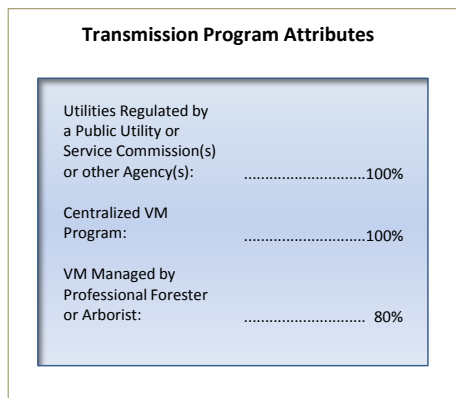 Transmission Program Attributes
Utilities Regulated by
a Public Utility or
Service Commission(s)
or other Agency(s): .............................100%
Centralized VM
Program: .............................100%
VM Managed by
Professional Forester
or Arborist: ............................. 80%